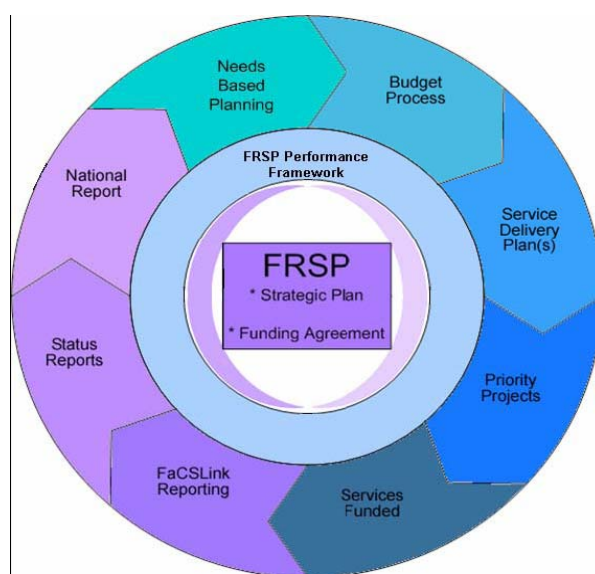 Needs
Based
Planning
Budget
Process
Service
Delivery
Plan(s)
Priority
Projects
Services
Funded
FaCSLink
Reporting
Status
Reports
National
Report
FRSP Performance
Framework
FRSP
* Strategic Plan
* Funding Agreement